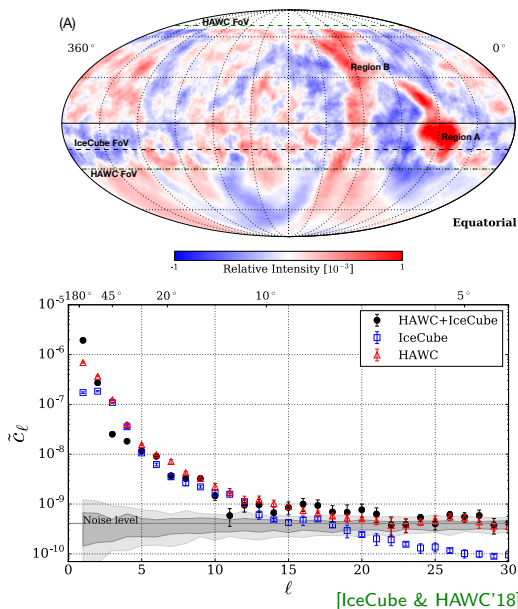 (A)
HAWC FoV
360°
0°
Region B
Region A
IceCube FoV
HAWC FoV
Equatorial
-1
1
Relative Intensity [10⁻³]
180° 45° 20° 10° 5°
10⁻⁵
10⁻⁶
10⁻⁷
10⁻⁸
10⁻⁹
10⁻¹⁰
c̃ℓ
HAWC+IceCube
IceCube
HAWC
Noise level
0 5 10 15 20 25 30
ℓ
[IceCube & HAWC'18]